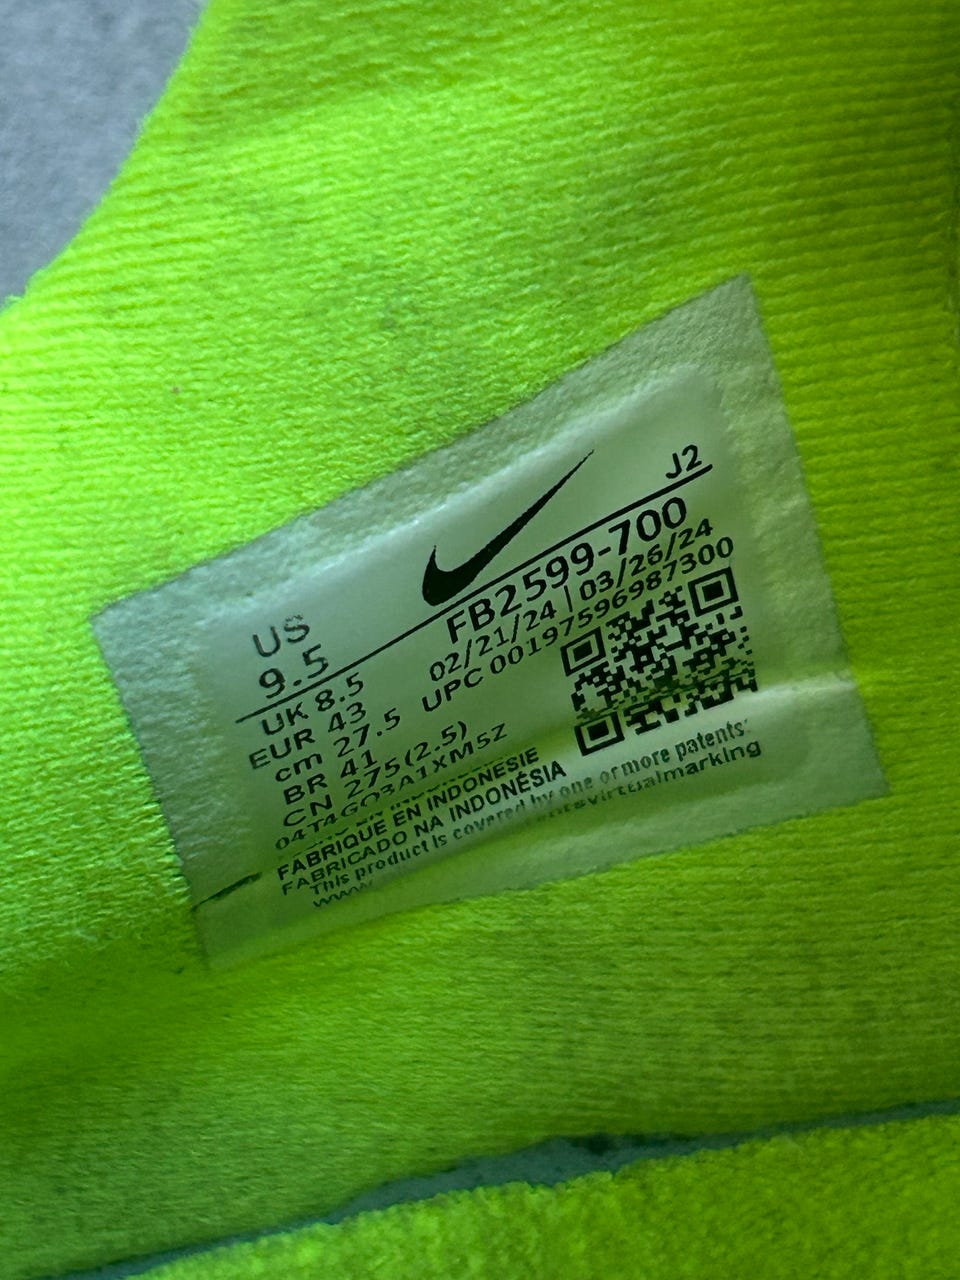 J2
US
9.5
FB2599-700
02/21/24 | 03/26/24
UPC 00197596987300
UK 8.5
EUR 43
cm 27.5
BR 41
CN 275(2.5)
04T4GO3A1XM5Z
FABRIQUE EN INDONESIE
FABRICADO NA INDONÉSIA
This product is covered by one or more patents
www.